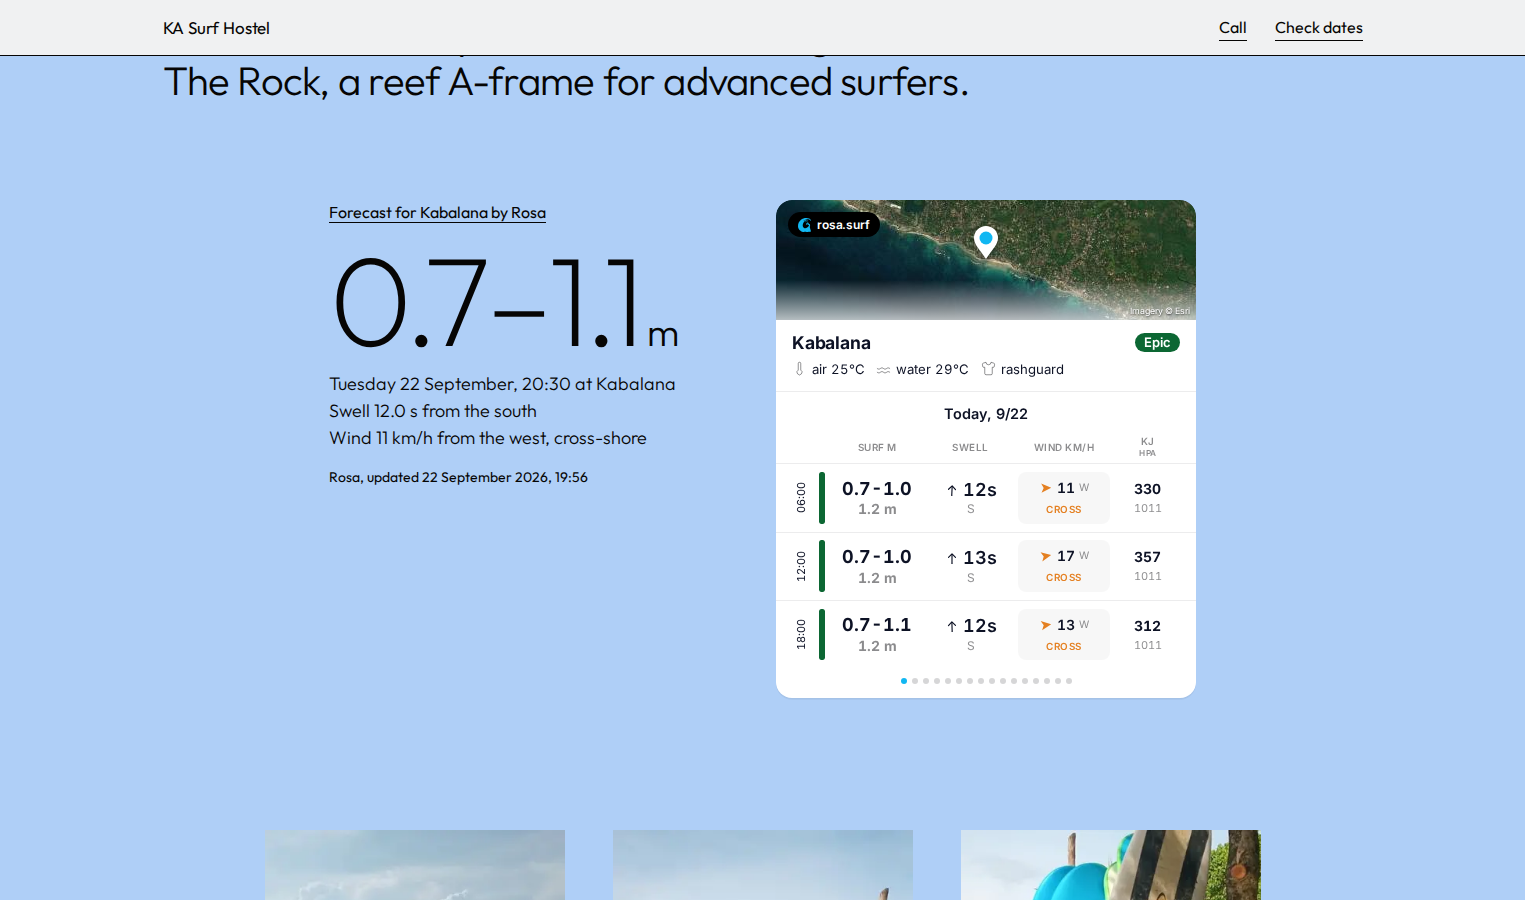 KA Surf Hostel
Call
Check dates
The Rock, a reef A-frame for advanced surfers.
Forecast for Kabalana by Rosa
0.7–1.1 m
Tuesday 22 September, 20:30 at Kabalana
Swell 12.0 s from the south
Wind 11 km/h from the west, cross-shore
Rosa, updated 22 September 2026, 19:56
rosa.surf
Imagery © Esri
Kabalana
Epic
air 25°C water 29°C rashguard
Today, 9/22
SURF M SWELL WIND KM/H KJ
HPA
06:00
0.7-1.0 12s 11 W 330
1.2 m S CROSS 1011
12:00
0.7-1.0 13s 17 W 357
1.2 m S CROSS 1011
18:00
0.7-1.1 12s 13 W 312
1.2 m S CROSS 1011